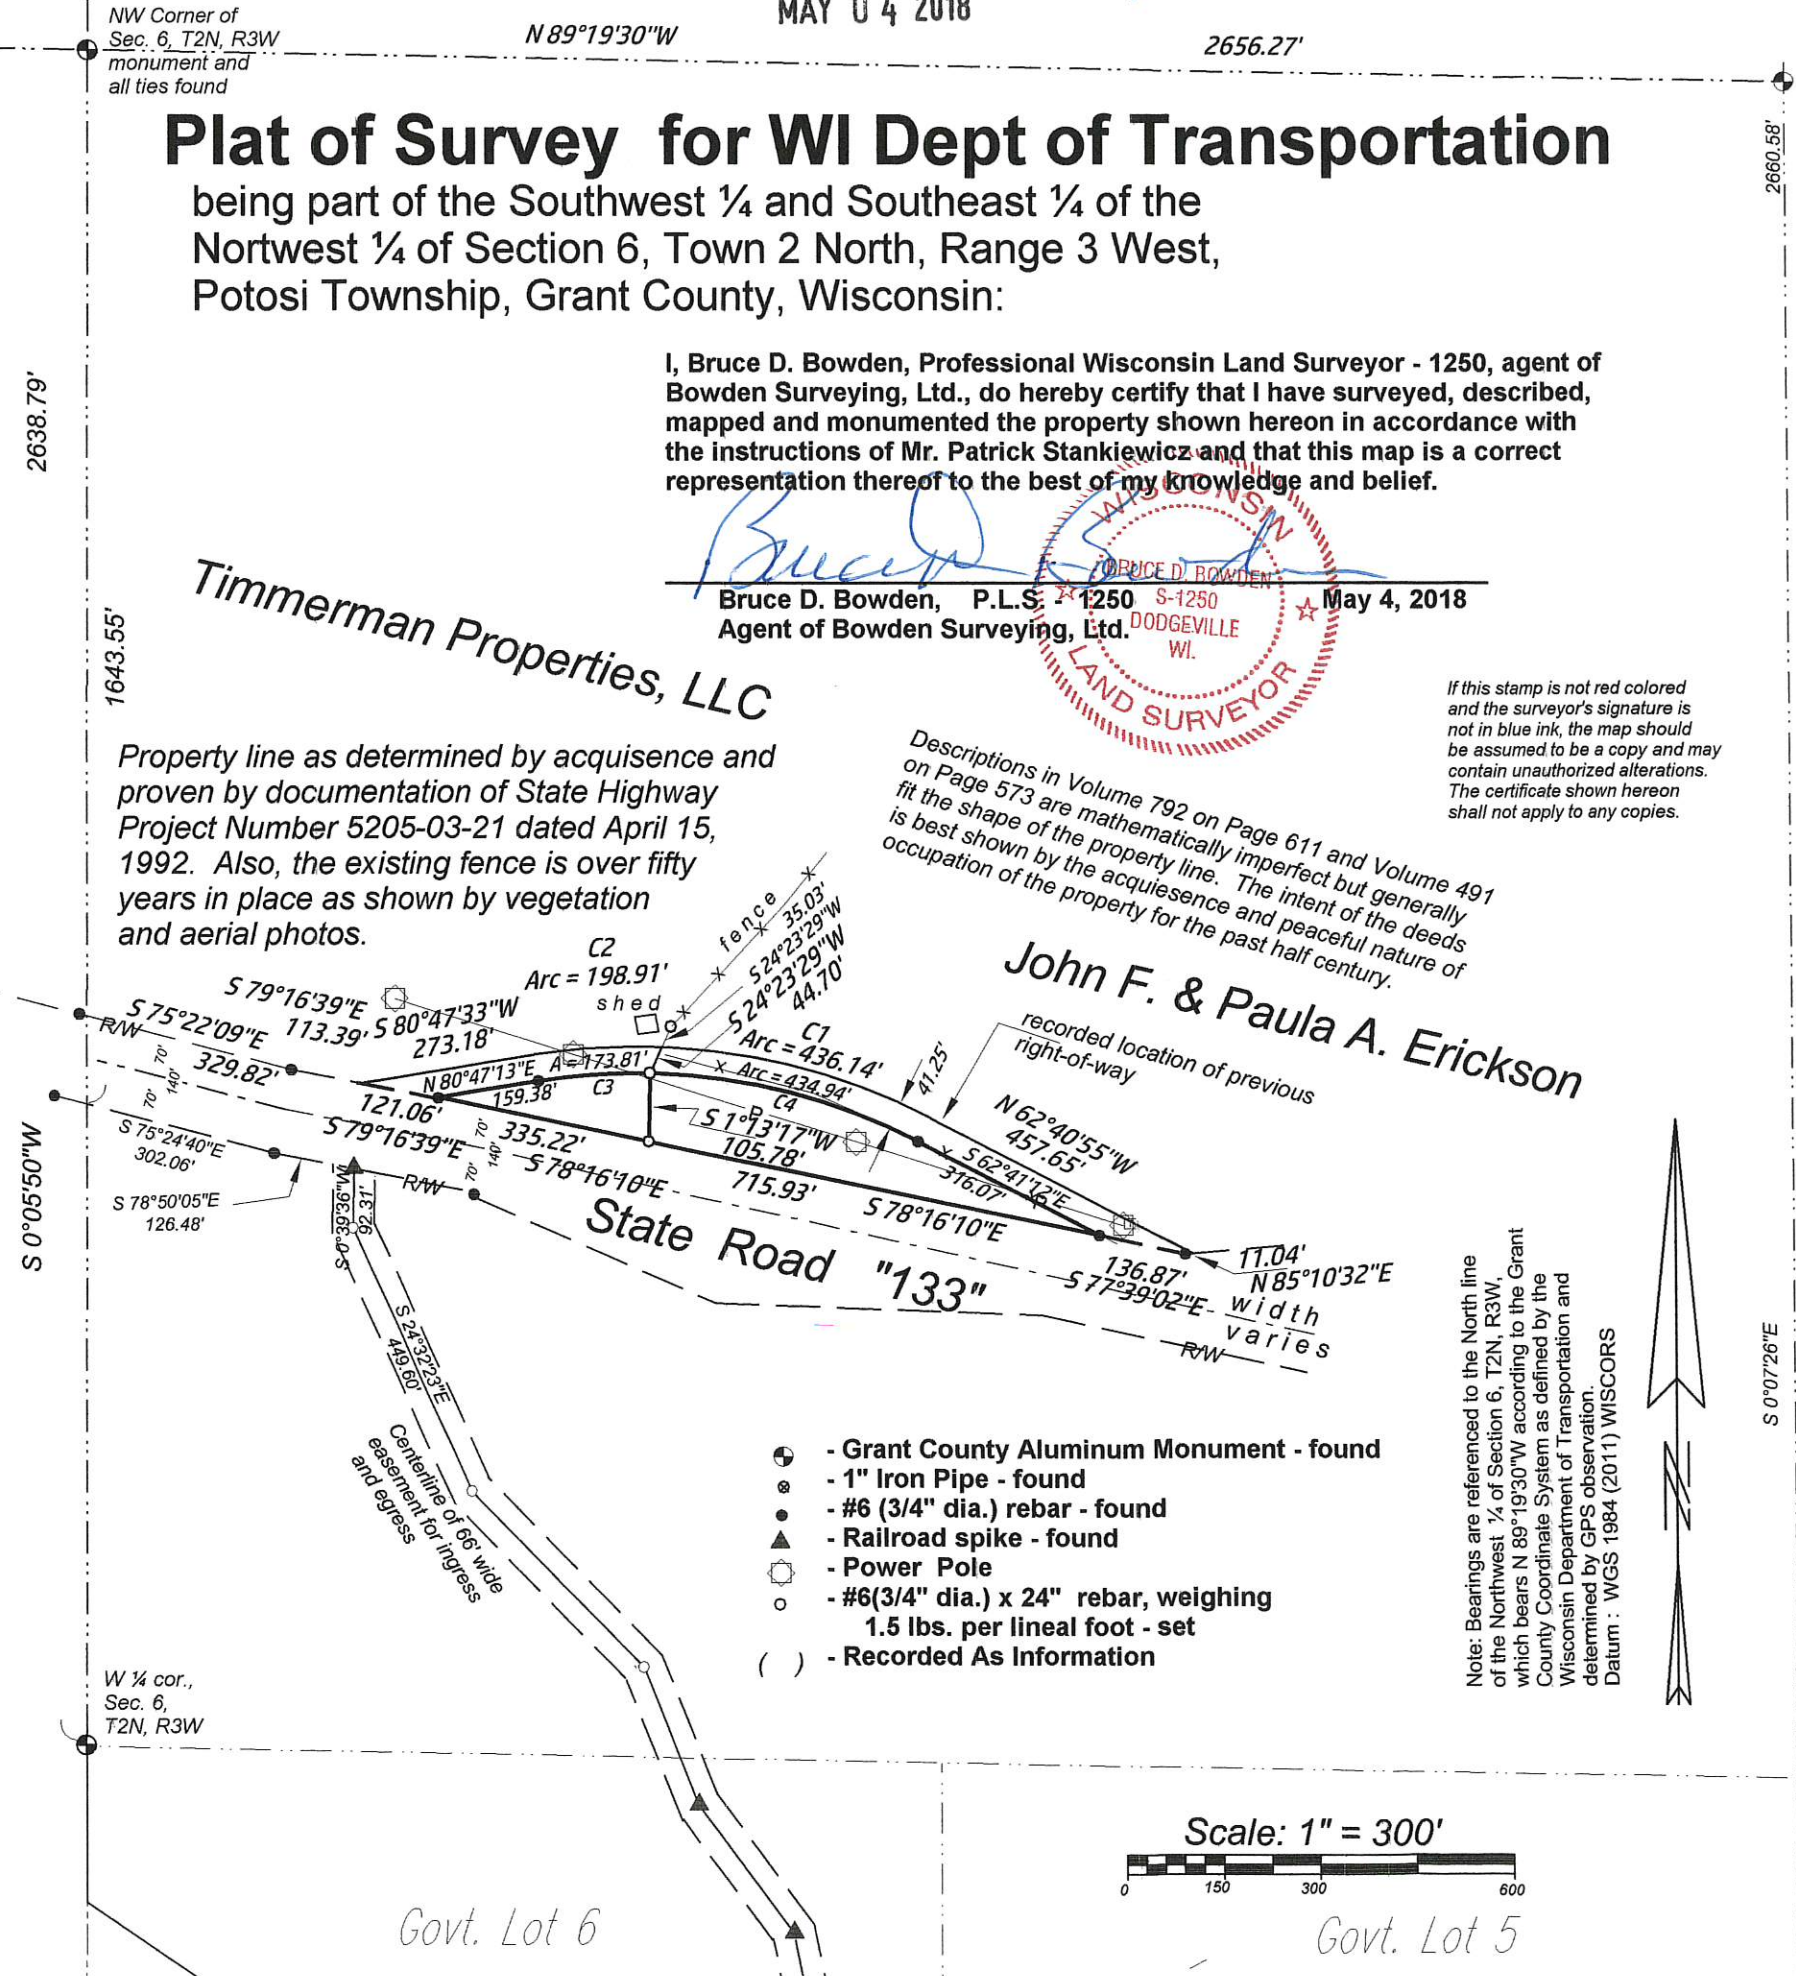 MAY 04 2018
NW Corner of
Sec. 6, T2N, R3W
monument and
all ties found
N 89°19'30"W
2656.27'
2660.58'
Plat of Survey for WI Dept of Transportation
being part of the Southwest ¼ and Southeast ¼ of the
Nortwest ¼ of Section 6, Town 2 North, Range 3 West,
Potosi Township, Grant County, Wisconsin:
I, Bruce D. Bowden, Professional Wisconsin Land Surveyor - 1250, agent of
Bowden Surveying, Ltd., do hereby certify that I have surveyed, described,
mapped and monumented the property shown hereon in accordance with
the instructions of Mr. Patrick Stankiewicz and that this map is a correct
representation thereof to the best of my knowledge and belief.
Bruce D. Bowden, P.L.S. - 1250
May 4, 2018
Agent of Bowden Surveying, Ltd.
WISCONSIN
BRUCE D. BOWDEN
S-1250
DODGEVILLE
WI.
LAND SURVEYOR
If this stamp is not red colored
and the surveyor's signature is
not in blue ink, the map should
be assumed to be a copy and may
contain unauthorized alterations.
The certificate shown hereon
shall not apply to any copies.
2638.79'
1643.55'
S 0°05'50"W
Timmerman Properties, LLC
Property line as determined by acquisence and
proven by documentation of State Highway
Project Number 5205-03-21 dated April 15,
1992. Also, the existing fence is over fifty
years in place as shown by vegetation
and aerial photos.
Descriptions in Volume 792 on Page 611 and Volume 491
on Page 573 are mathematically imperfect but generally
fit the shape of the property line. The intent of the deeds
is best shown by the acquiesence and peaceful nature of
occupation of the property for the past half century.
John F. & Paula A. Erickson
recorded location of previous
right-of-way
C2
Arc = 198.91'
shed
fence
35.03'
S 24°23'29"W
S 24°23'29"W
44.70'
C1
Arc = 436.14'
41.25'
S 79°16'39"E
113.39'
S 80°47'33"W
273.18'
S 75°22'09"E
329.82'
R/W
70'
140'
70'
N 80°47'13"E
159.38'
A = 173.81'
C3
Arc = 434.94'
C4
P
N 62°40'55"W
457.65'
S 62°41'12"E
316.07'
121.06'
S 79°16'39"E
335.22'
S 78°16'10"E
70'
140'
70'
S 1°13'17"W
105.78'
715.93'
S 78°16'10"E
S 75°24'40"E
302.06'
S 78°50'05"E
126.48'
S 0°39'36"W
92.31'
R/W
State Road "133"
136.87'
S 77°39'02"E
11.04'
N 85°10'32"E
width
varies
R/W
S 24°32'23"E
449.60'
Centerline of 66' wide
easement for ingress
and egress
- Grant County Aluminum Monument - found
- 1" Iron Pipe - found
- #6 (3/4" dia.) rebar - found
- Railroad spike - found
- Power Pole
- #6(3/4" dia.) x 24" rebar, weighing
1.5 lbs. per lineal foot - set
( ) - Recorded As Information
Note: Bearings are referenced to the North line
of the Northwest ¼ of Section 6, T2N, R3W,
which bears N 89°19'30"W according to the Grant
County Coordinate System as defined by the
Wisconsin Department of Transportation and
determined by GPS observation.
Datum : WGS 1984 (2011) WISCORS
N
S 0°07'26"E
W ¼ cor.,
Sec. 6,
T2N, R3W
Scale: 1" = 300'
0 150 300 600
Govt. Lot 6
Govt. Lot 5